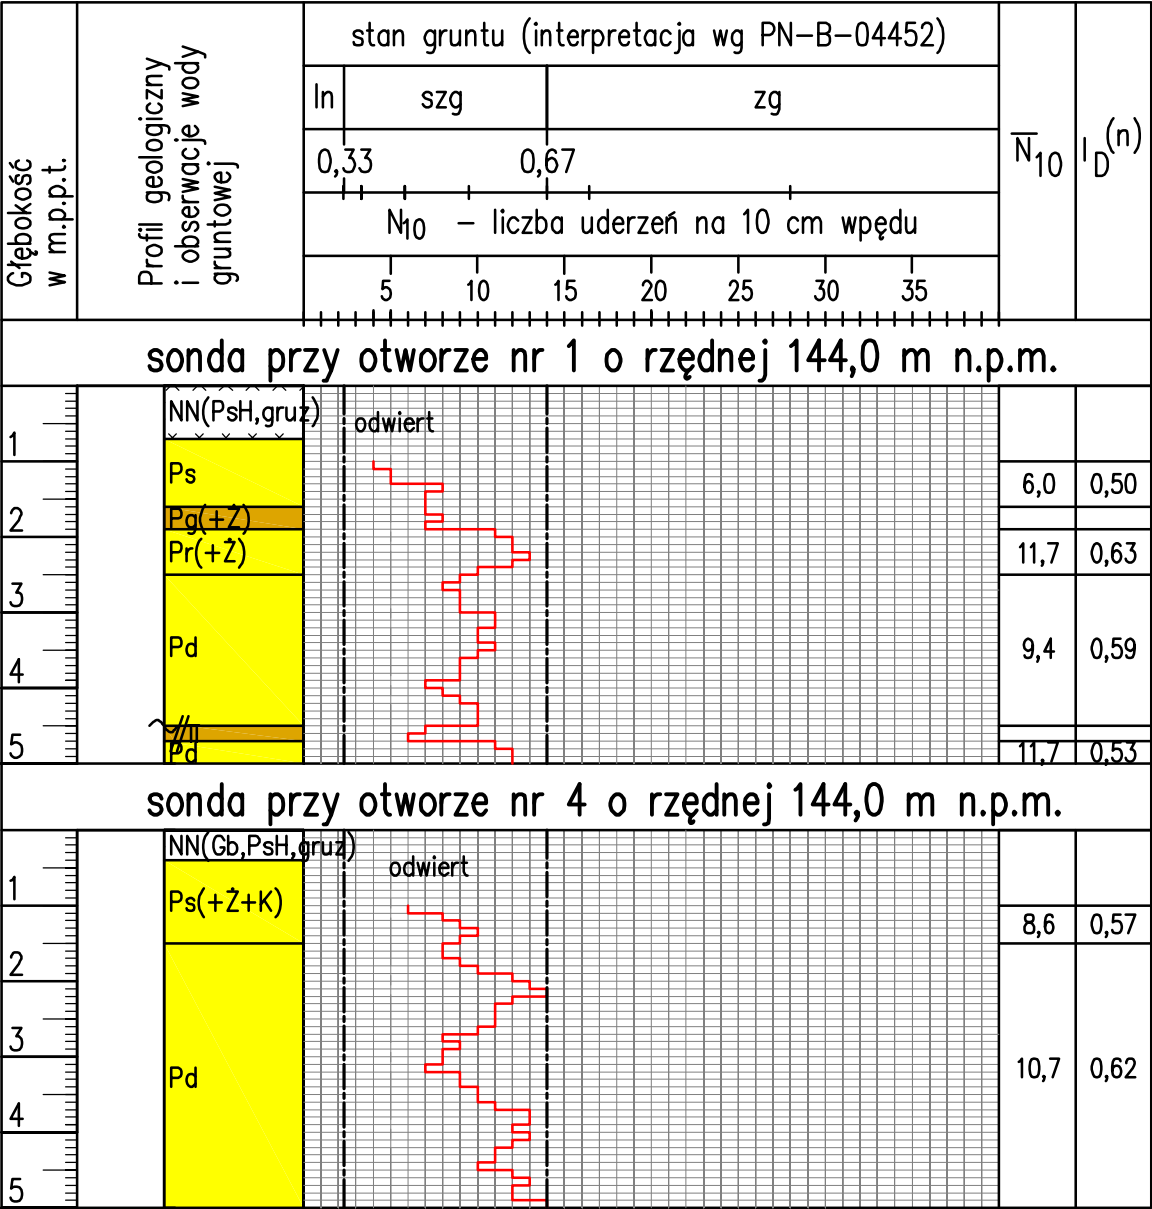 Głębokość
w m.p.p.t.
Profil geologiczny
i obserwacje wody
gruntowej
stan gruntu (interpretacja wg PN-B-04452)
ln szg zg
0,33 0,67
N10 - liczba uderzeń na 10 cm wpędu
5 10 15 20 25 30 35
N10 ID(n)
sonda przy otworze nr 1 o rzędnej 144,0 m n.p.m.
NN(PsH,gruz) odwiert
1
Ps 6,0 0,50
2 Pg(+Ż)
Pr(+Ż) 11,7 0,63
3
Pd 9,4 0,59
4
5 Pd 11,7 0,53
sonda przy otworze nr 4 o rzędnej 144,0 m n.p.m.
NN(Gb,PsH,gruz)
odwiert
1 Ps(+Ż+K)
8,6 0,57
2
3
Pd 10,7 0,62
4
5